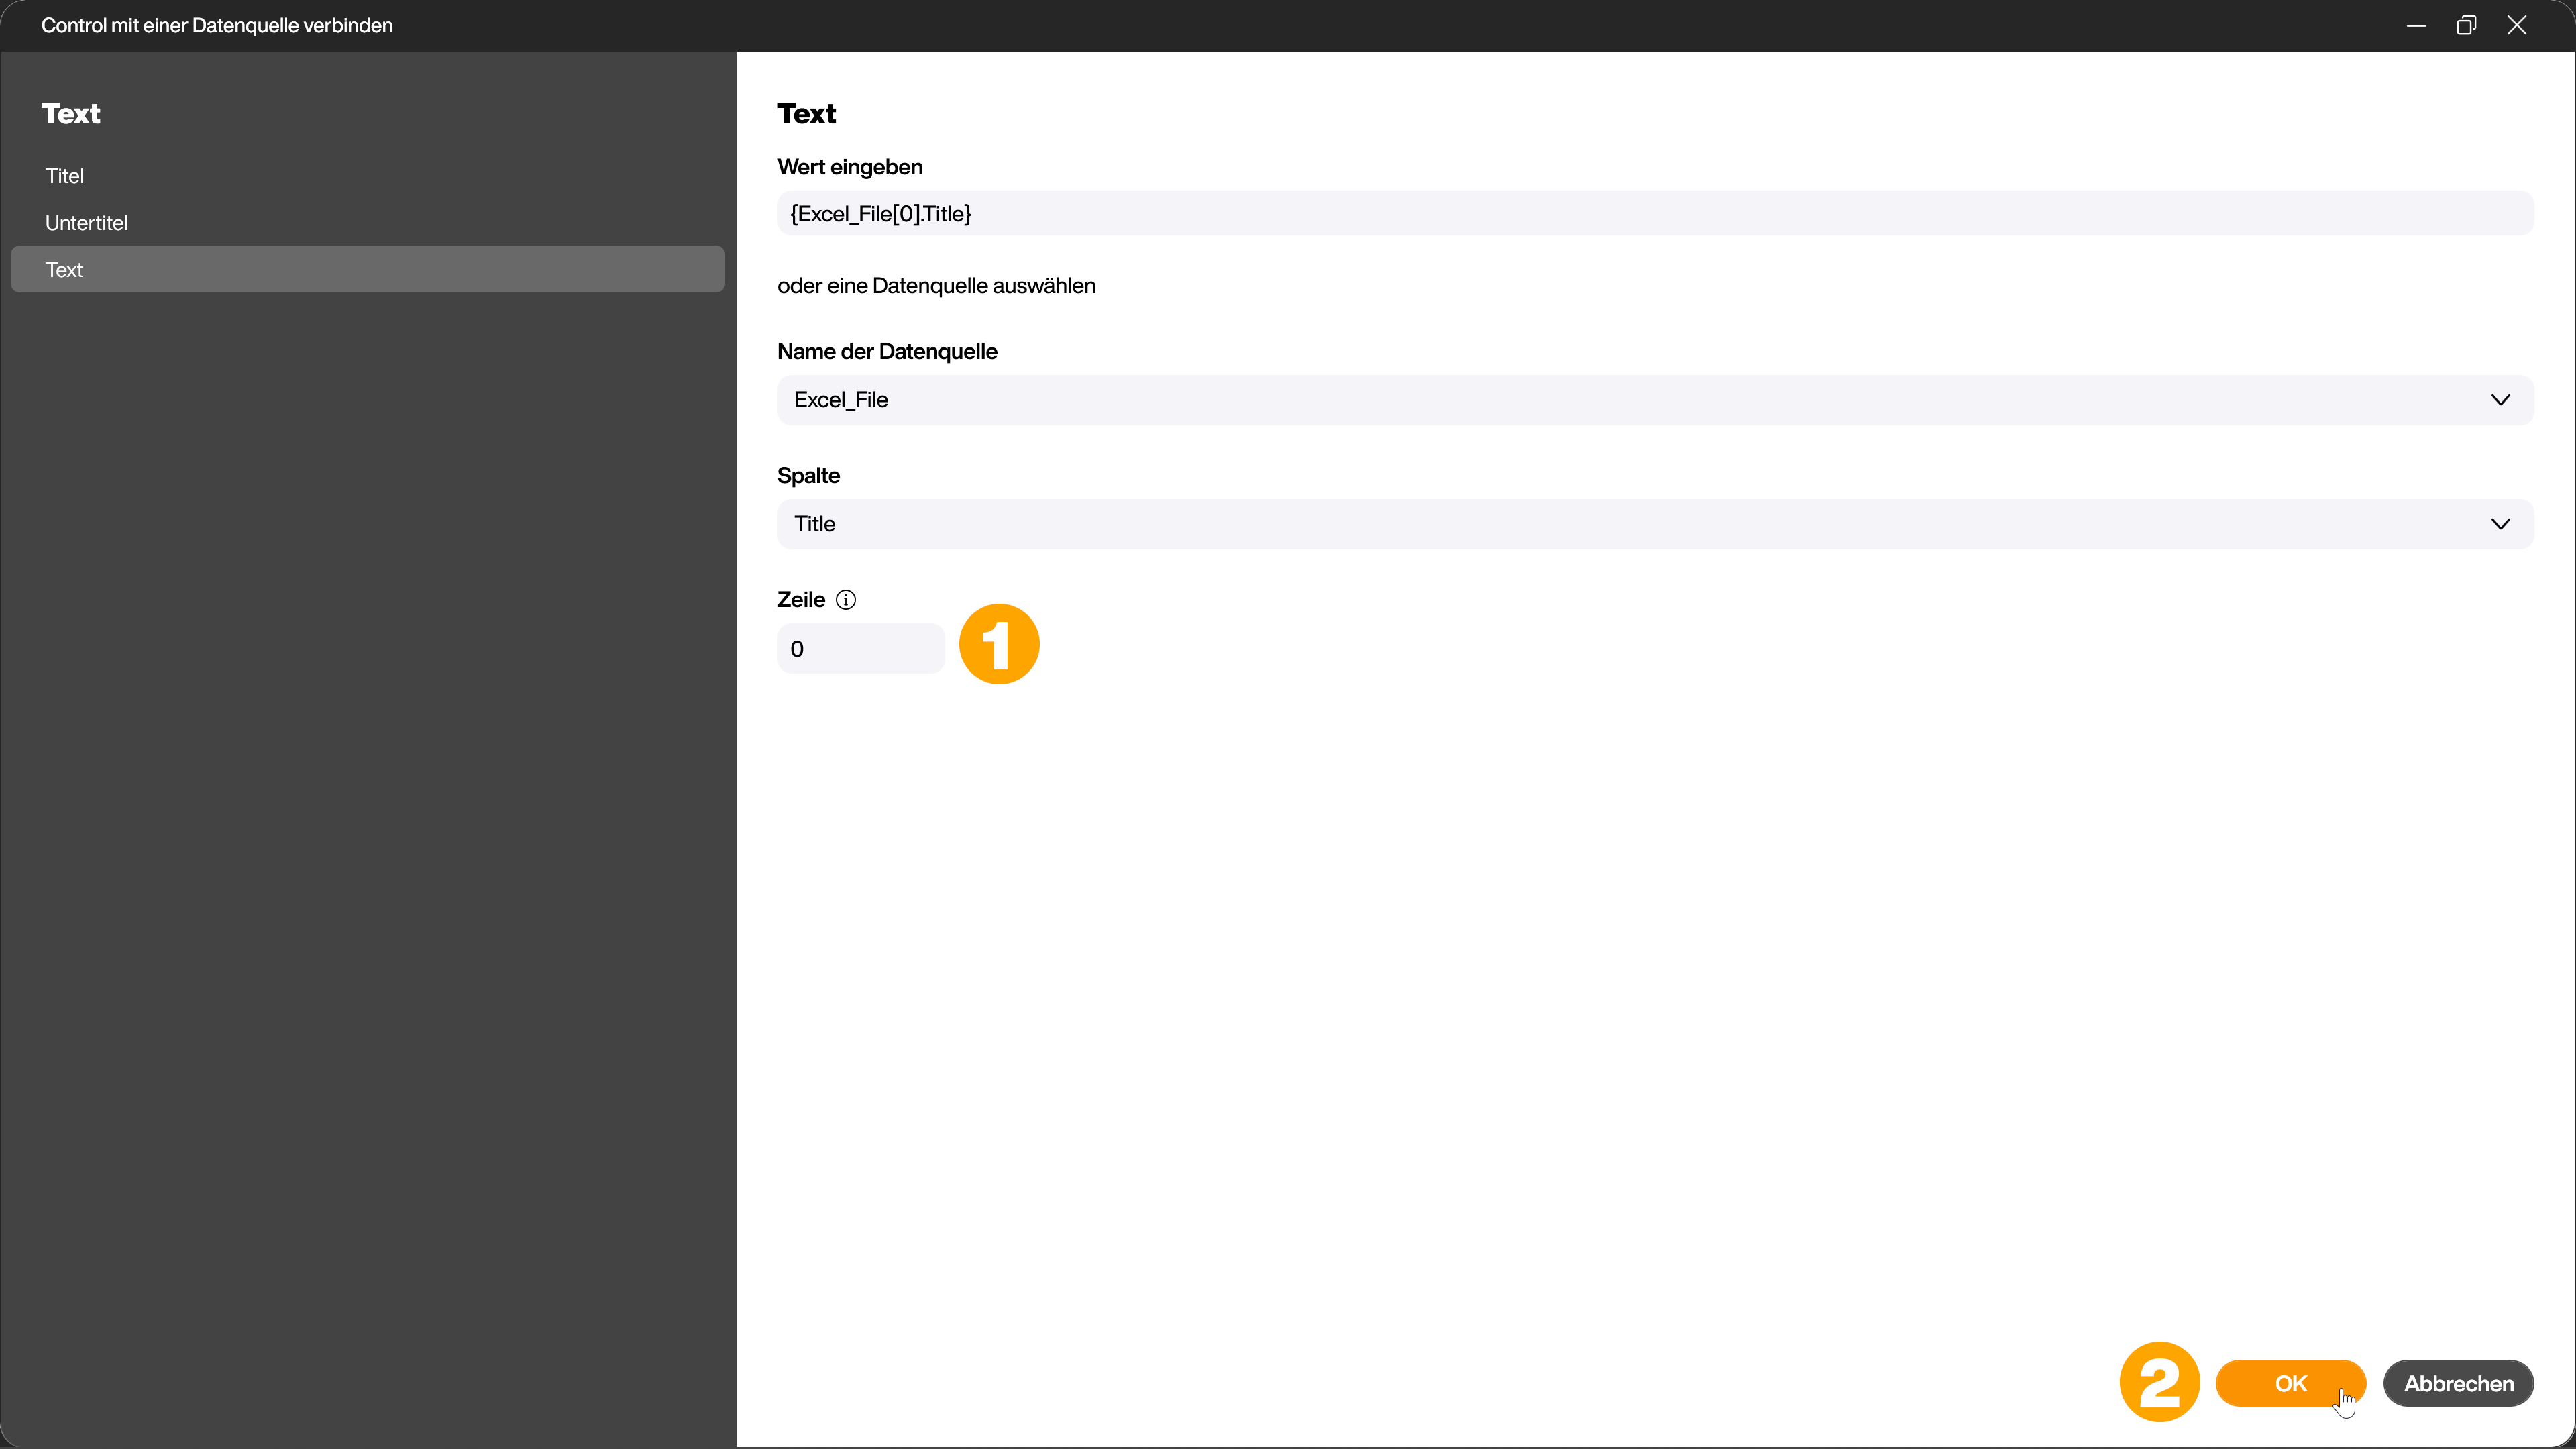 Control mit einer Datenquelle verbinden
Text
Titel
Untertitel
Text
Text
Wert eingeben
{Excel_File[0].Title}
oder eine Datenquelle auswählen
Name der Datenquelle
Excel_File
Spalte
Title
Zeile
0
1
2
OK
Abbrechen